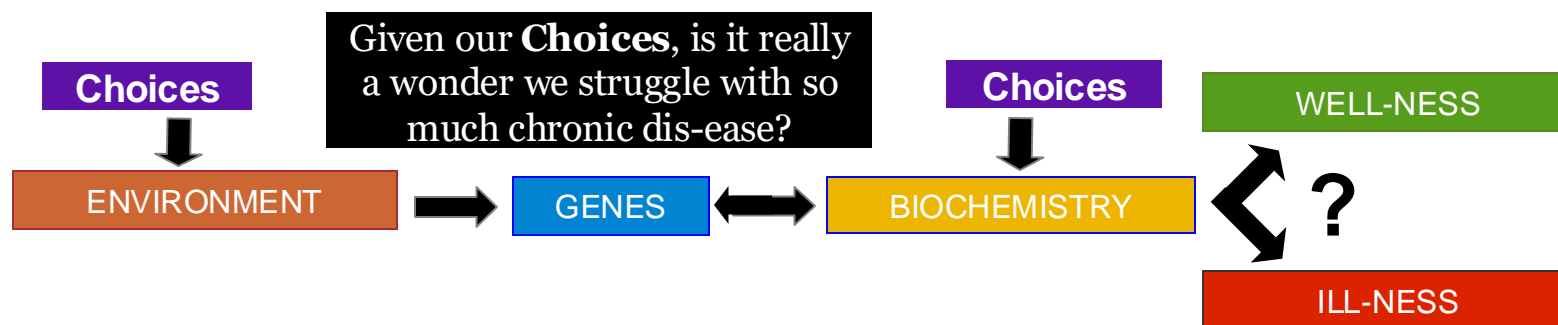 Given our Choices, is it really
a wonder we struggle with so
much chronic dis-ease?
Choices
Choices
WELL-NESS
ENVIRONMENT
GENES
BIOCHEMISTRY
?
ILL-NESS